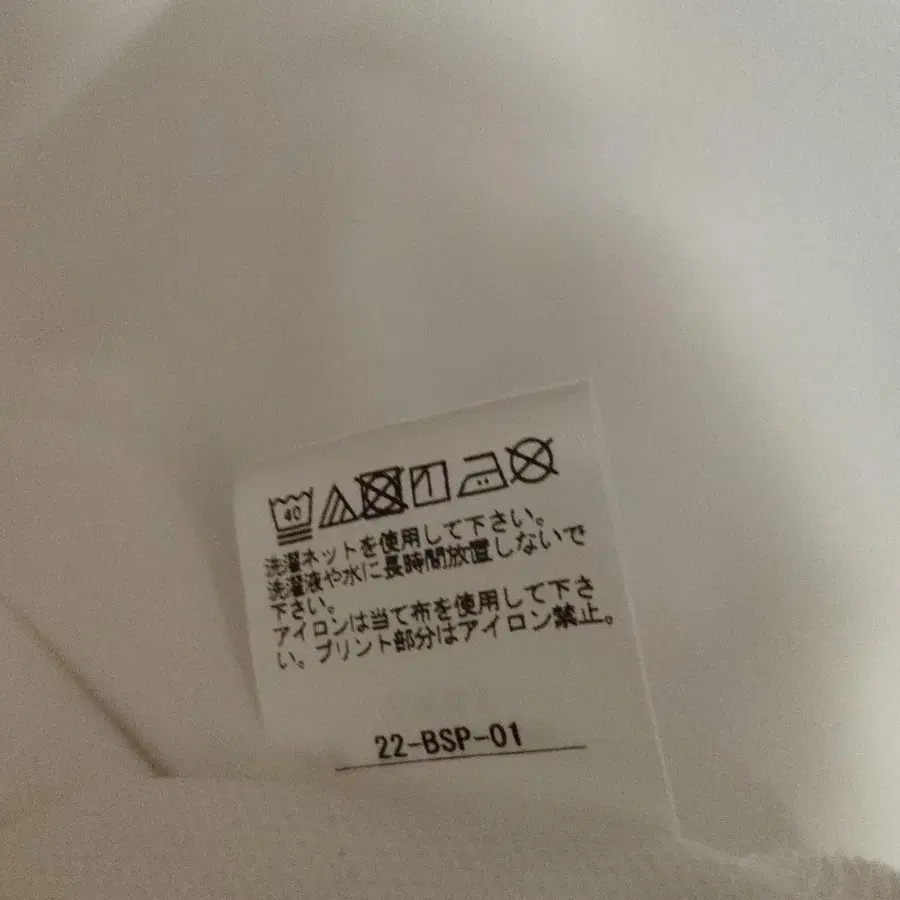 40
洗濯ネットを使用して下さい。
洗濯液や水に長時間放置しないで
下さい。
アイロンは当て布を使用して下さ
い。プリント部分はアイロン禁止。
22-BSP-01